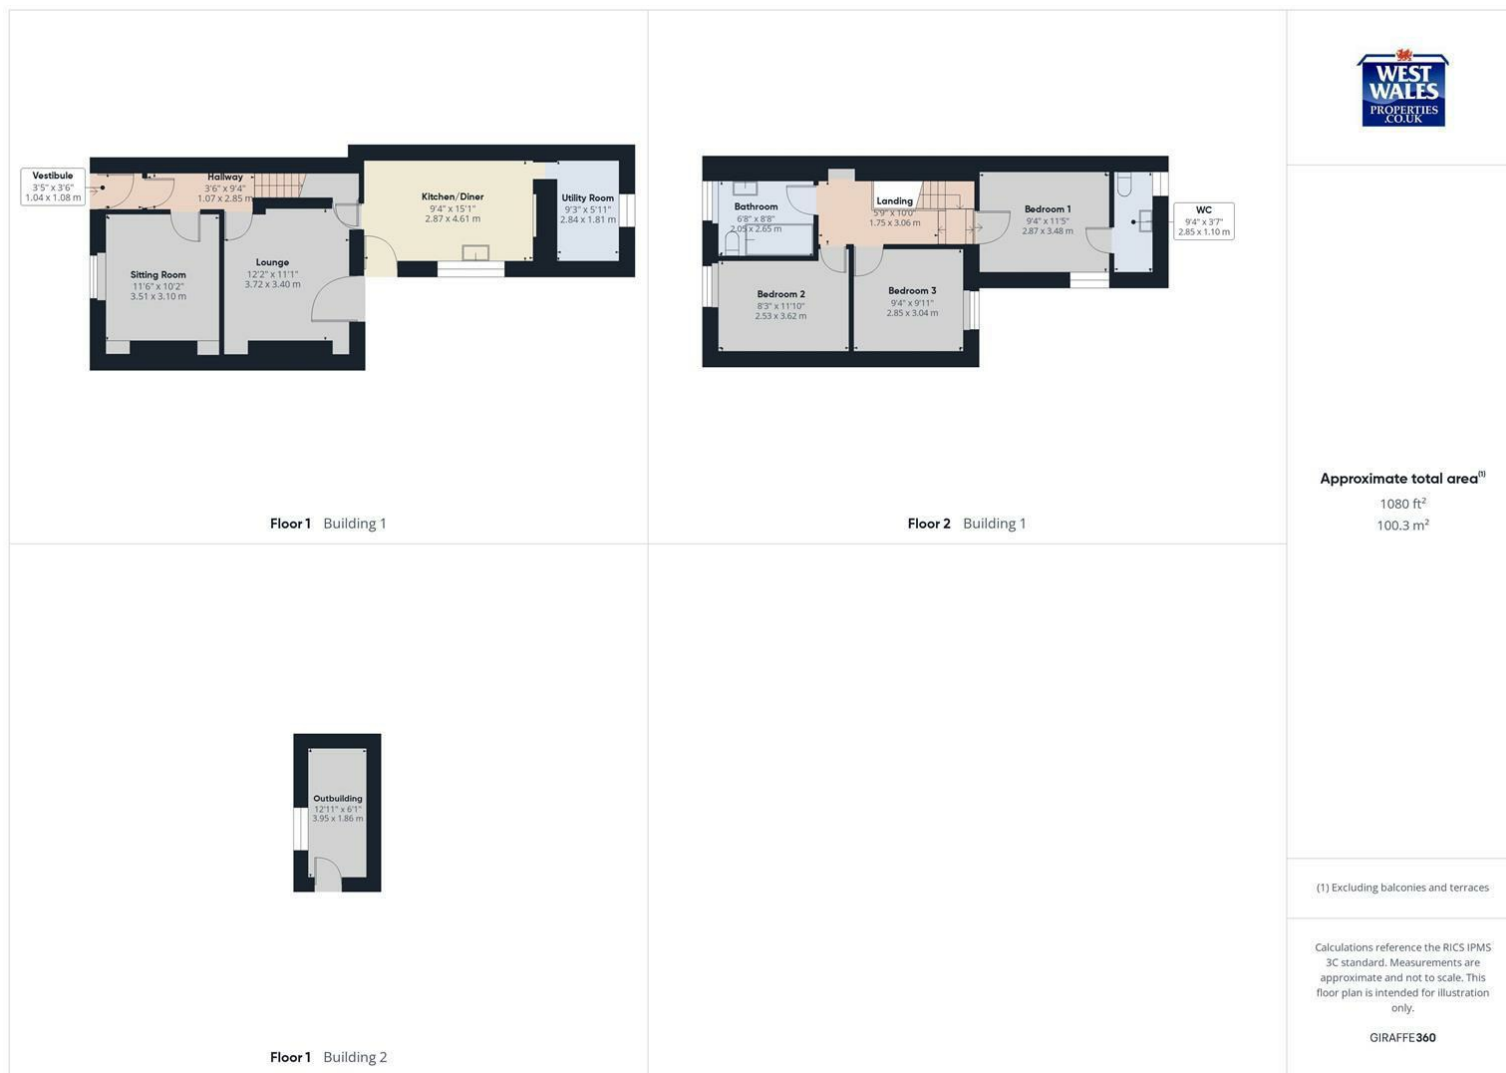 Vestibule
3'5" x 3'6"
1.04 x 1.08 m
Hallway
3'6" x 9'4"
1.07 x 2.85 m
Kitchen/Diner
9'4" x 15'1"
2.87 x 4.61 m
Utility Room
9'3" x 5'11"
2.84 x 1.81 m
Sitting Room
11'6" x 10'2"
3.51 x 3.10 m
Lounge
12'2" x 11'1"
3.72 x 3.40 m
Floor 1 Building 1
Bathroom
6'8" x 8'8"
2.05 x 2.65 m
Landing
5'9" x 10'0"
1.75 x 3.06 m
Bedroom 1
9'4" x 11'5"
2.87 x 3.48 m
WC
9'4" x 3'7"
2.85 x 1.10 m
Bedroom 2
8'3" x 11'10"
2.53 x 3.62 m
Bedroom 3
9'4" x 9'11"
2.85 x 3.04 m
Floor 2 Building 1
Outbuilding
12'11" x 6'1"
3.95 x 1.86 m
Floor 1 Building 2
WEST
WALES
PROPERTIES
.CO.UK
Approximate total area(1)
1080 ft²
100.3 m²
(1) Excluding balconies and terraces
Calculations reference the RICS IPMS
3C standard. Measurements are
approximate and not to scale. This
floor plan is intended for illustration
only.
GIRAFFE360